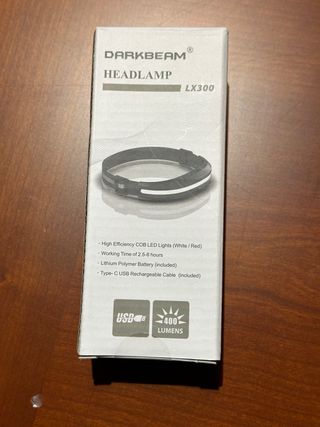 DARKBEAM®
HEADLAMP
LX300
· High Efficiency COB LED Lights (White / Red)
· Working Time of 2.5-8 hours
· Lithium Polymer Battery (included)
· Type- C USB Rechargeable Cable (included)
USB
400
LUMENS